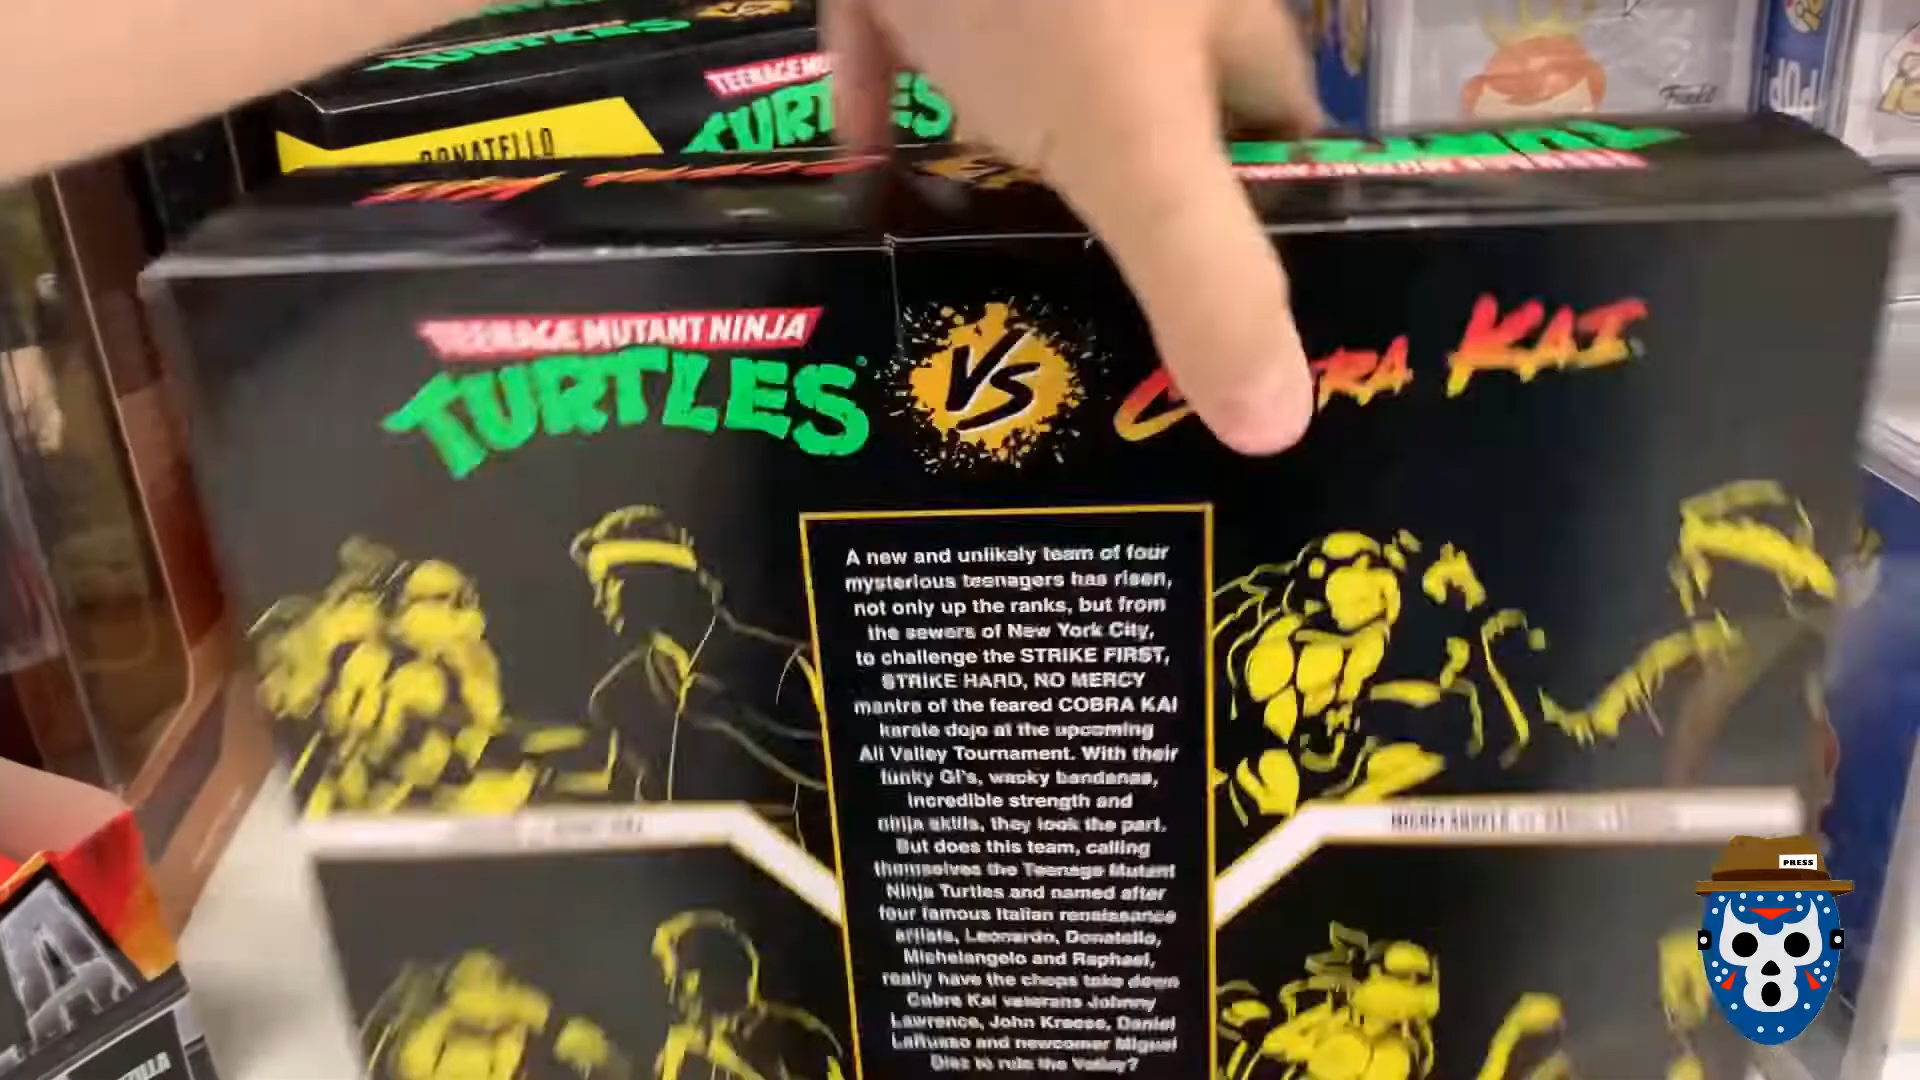 TURTLES
TEENAGE MU
TURTLES
DONATELLO
Funko
POP
TEENAGE MUTANT NINJA
TURTLES
VS
COBRA KAI
A new and unlikely team of four
mysterious teenagers has risen,
not only up the ranks, but from
the sewers of New York City,
to challenge the STRIKE FIRST,
STRIKE HARD, NO MERCY
mantra of the feared COBRA KAI
karate dojo at the upcoming
All Valley Tournament. With their
funky GI's, wacky bandanas,
incredible strength and
ninja skills, they look the part.
But does this team, calling
themselves the Teenage Mutant
Ninja Turtles and named after
four famous Italian renaissance
artists, Leonardo, Donatello,
Michelangelo and Raphael,
really have the chops take down
Cobra Kai veterans Johnny
Lawrence, John Kreese, Daniel
LaRusso and newcomer Miguel
Diaz to rule the Valley?
MICHELANGELO
PRESS
ZILLA